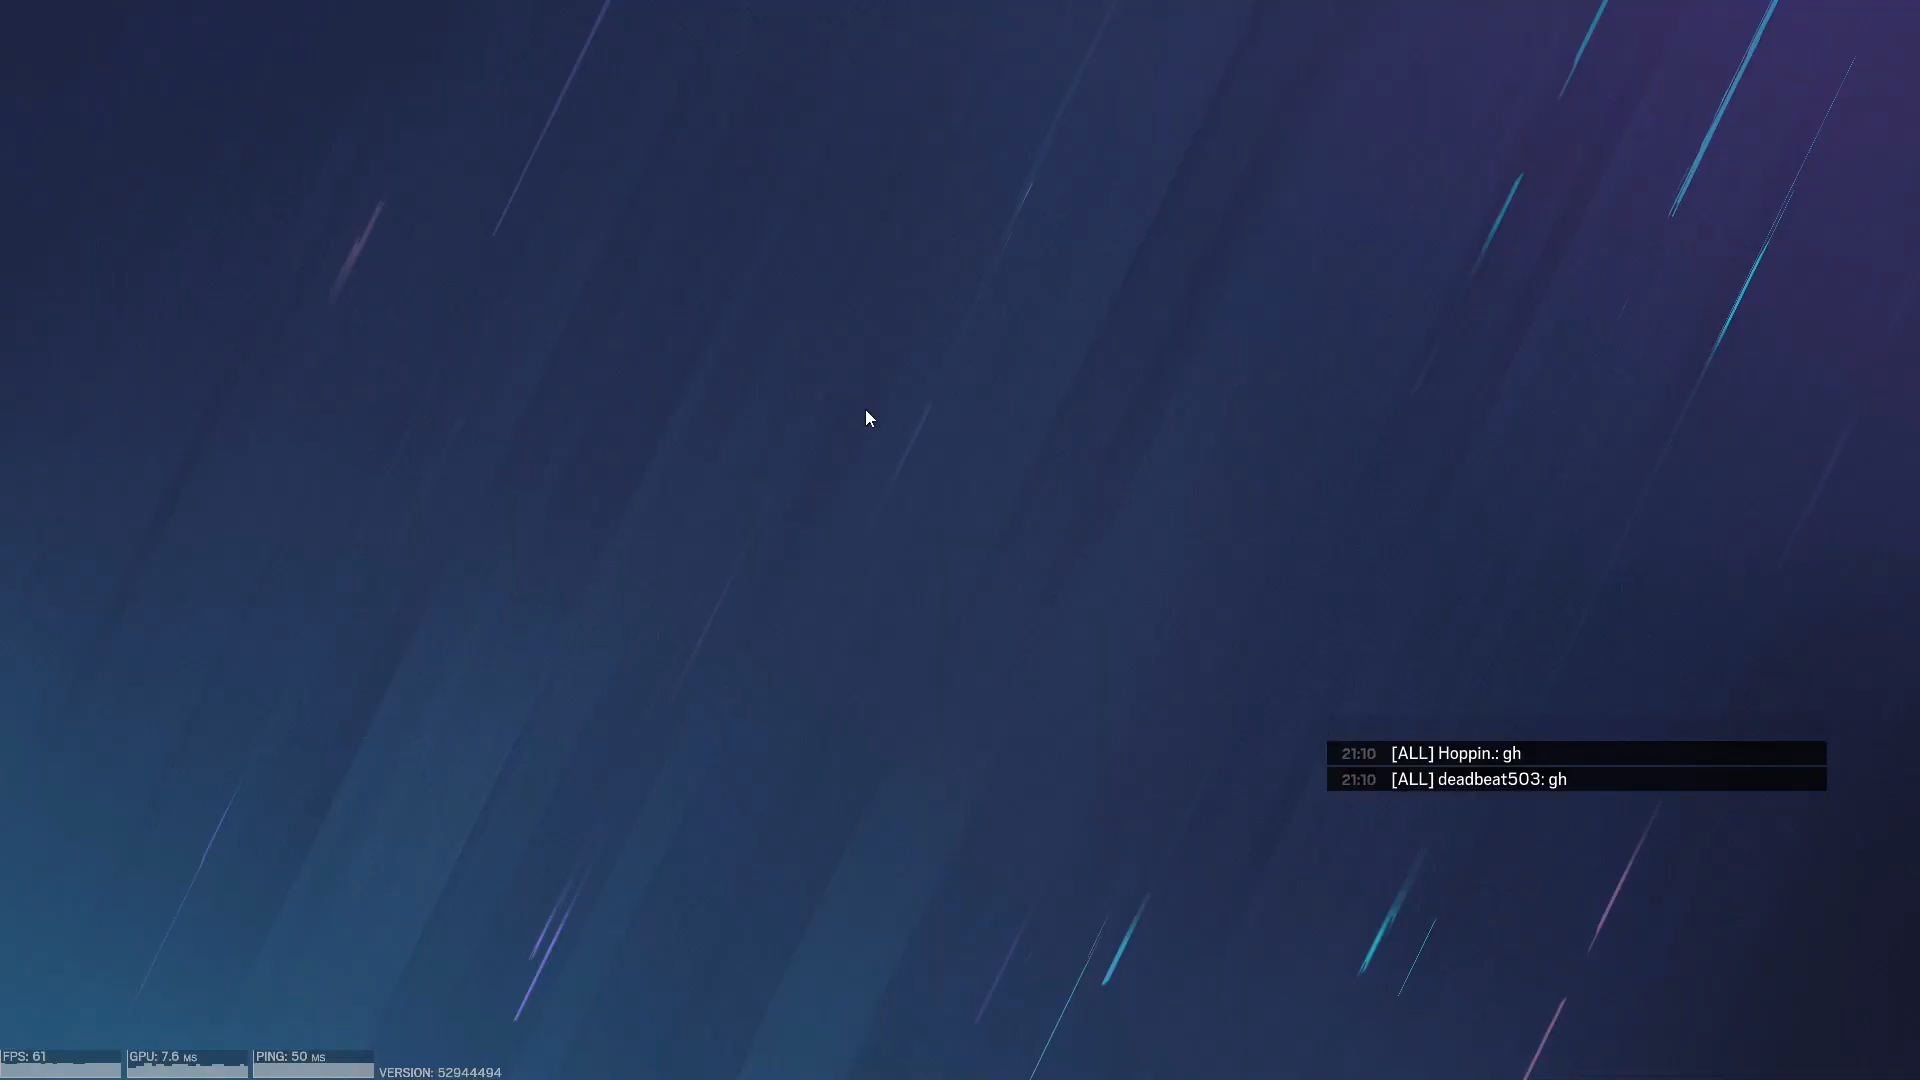 21:10 [ALL] Hoppin.: gh
21:10 [ALL] deadbeat503: gh
FPS: 61 GPU: 7.6 MS PING: 50 MS
VERSION: 52944494